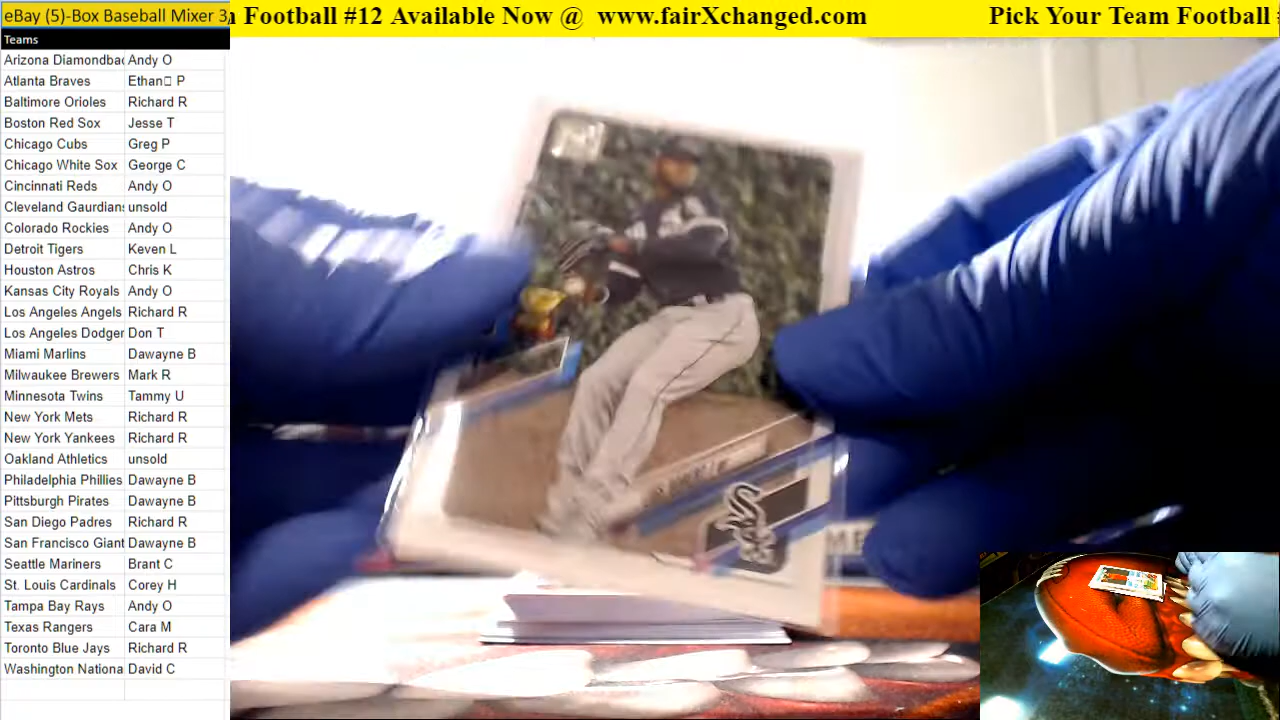 eBay (5)-Box Baseball Mixer 3
Football #12 Available Now @ www.fairXchanged.com
Pick Your Team Football
Teams
Arizona Diamondbac Andy O
Atlanta Braves Ethan□ P
Baltimore Orioles Richard R
Boston Red Sox Jesse T
Chicago Cubs Greg P
Chicago White Sox George C
Cincinnati Reds Andy O
Cleveland Gaurdians unsold
Colorado Rockies Andy O
Detroit Tigers Keven L
Houston Astros Chris K
Kansas City Royals Andy O
Los Angeles Angels Richard R
Los Angeles Dodger Don T
Miami Marlins Dawayne B
Milwaukee Brewers Mark R
Minnesota Twins Tammy U
New York Mets Richard R
New York Yankees Richard R
Oakland Athletics unsold
Philadelphia Phillies Dawayne B
Pittsburgh Pirates Dawayne B
San Diego Padres Richard R
San Francisco Giant Dawayne B
Seattle Mariners Brant C
St. Louis Cardinals Corey H
Tampa Bay Rays Andy O
Texas Rangers Cara M
Toronto Blue Jays Richard R
Washington Nationa David C